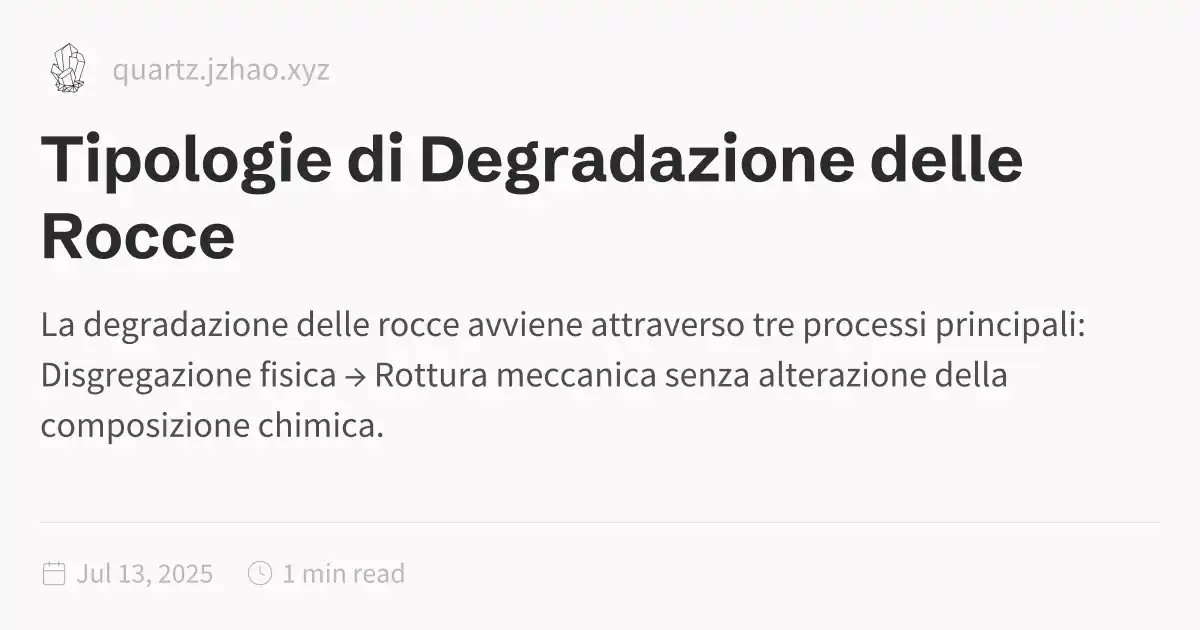 quartz.jzhao.xyz
Tipologie di Degradazione delle
Rocce
La degradazione delle rocce avviene attraverso tre processi principali:
Disgregazione fisica → Rottura meccanica senza alterazione della
composizione chimica.
Jul 13, 2025 1 min read